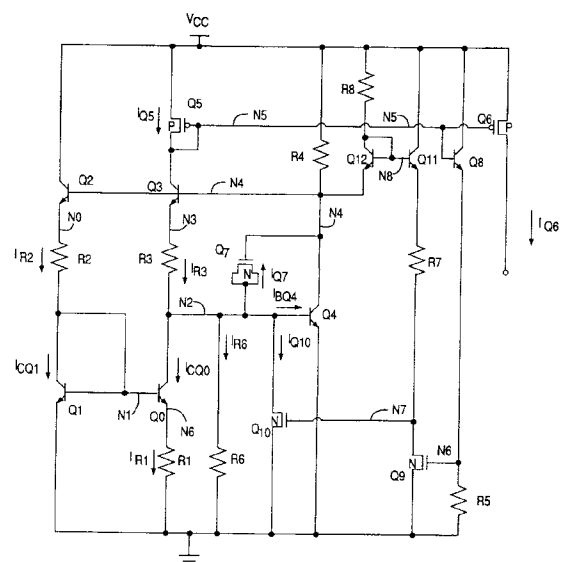 VCC
R8
IQ5
Q5
P
N5
N5
Q6
P
R4
Q12
N8
Q11
Q8
Q2
Q3
N4
N0
N3
N4
IQ6
IR2
R2
R3
IR3
Q7
N
IQ7
R7
N2
IBQ4
Q4
ICQ1
ICQ0
IR6
IQ10
Q1
N1
Q0
N6
N7
Q10
N
N
N6
Q9
IR1
R1
R6
R5